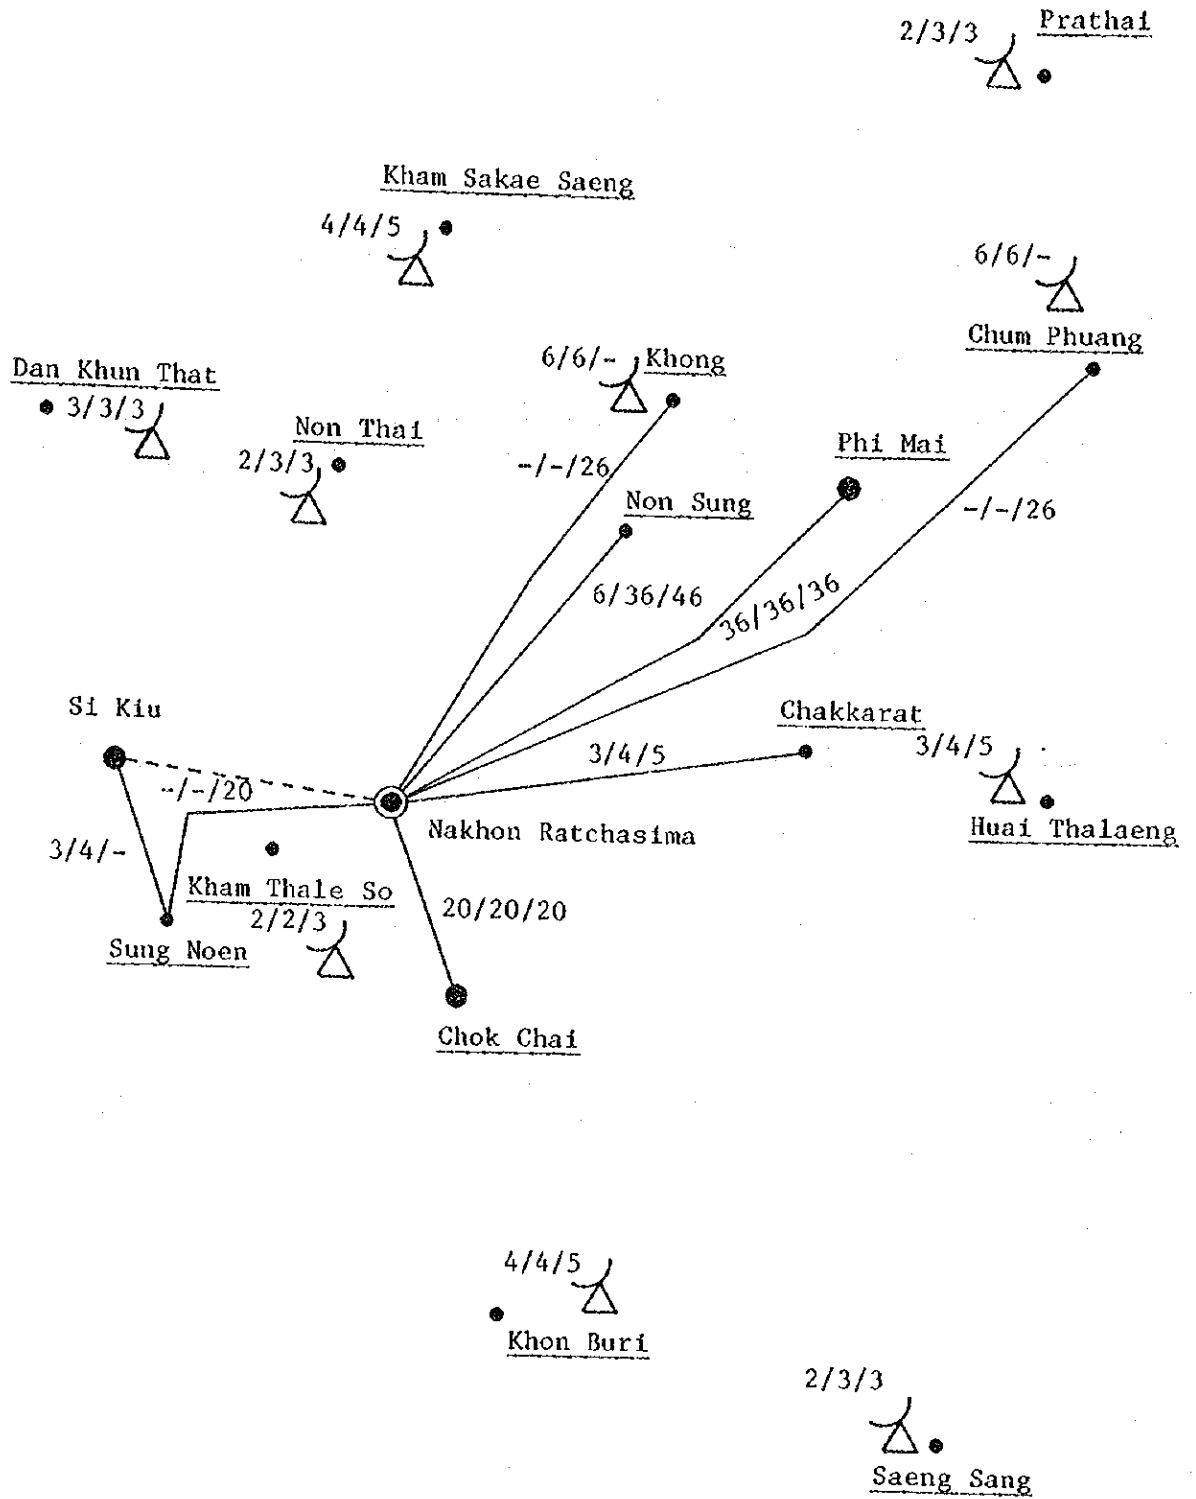 2/3/3 Prathai
Kham Sakae Saeng
4/4/5
6/6/-
Chum Phuang
Dan Khun That
3/3/3
6/6/- Khong
Non Thai
2/3/3
-/-/26
Phi Mai
Non Sung
-/-/26
6/36/46
36/36/36
Si Kiu
Chakkarat
3/4/5
3/4/5
-/-/20
Nakhon Ratchasima
Huai Thalaeng
3/4/-
Kham Thale So
2/2/3
20/20/20
Sung Noen
Chok Chai
4/4/5
Khon Buri
2/3/3
Saeng Sang